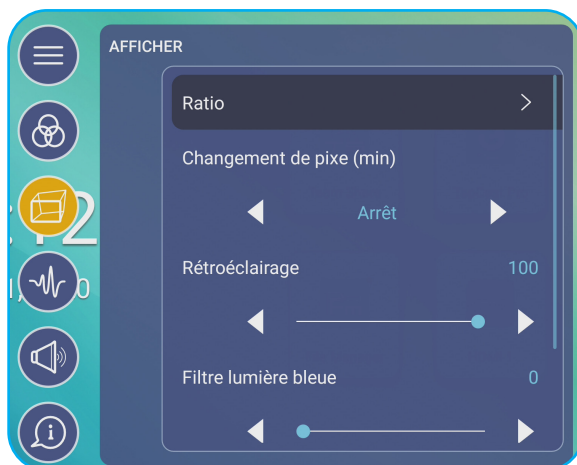 AFFICHER
Ratio
Changement de pixe (min)
Arrêt
Rétroéclairage 100
Filtre lumière bleue 0